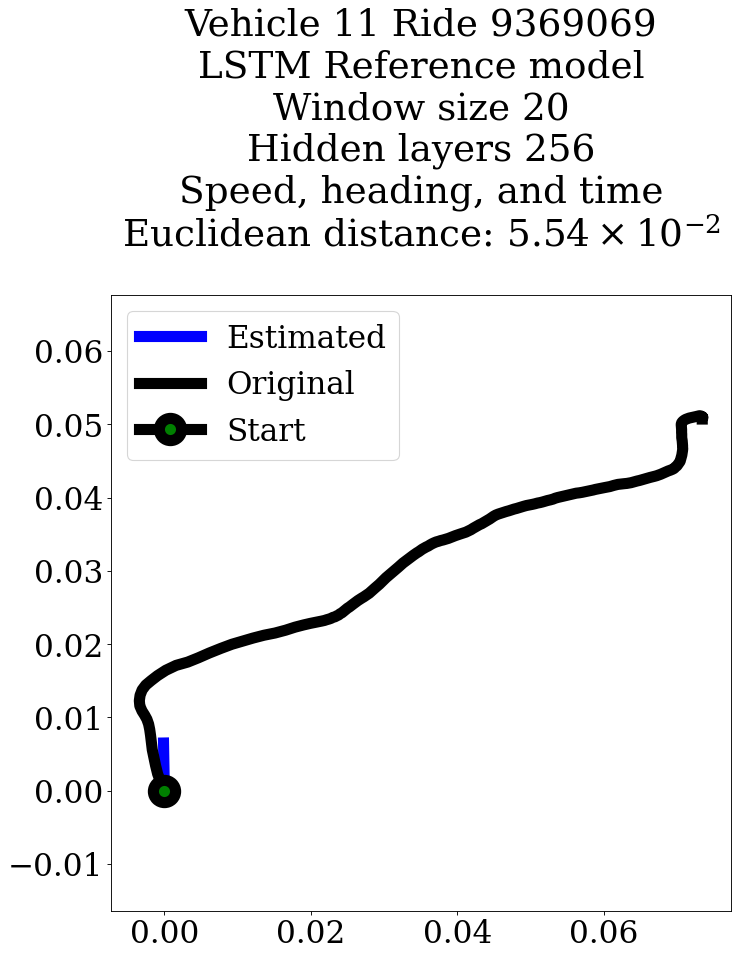 Vehicle 11 Ride 9369069
LSTM Reference model
Window size 20
Hidden layers 256
Speed, heading, and time
Euclidean distance: 5.54 × 10⁻²
Estimated
Original
Start
0.06
0.05
0.04
0.03
0.02
0.01
0.00
−0.01
0.00 0.02 0.04 0.06